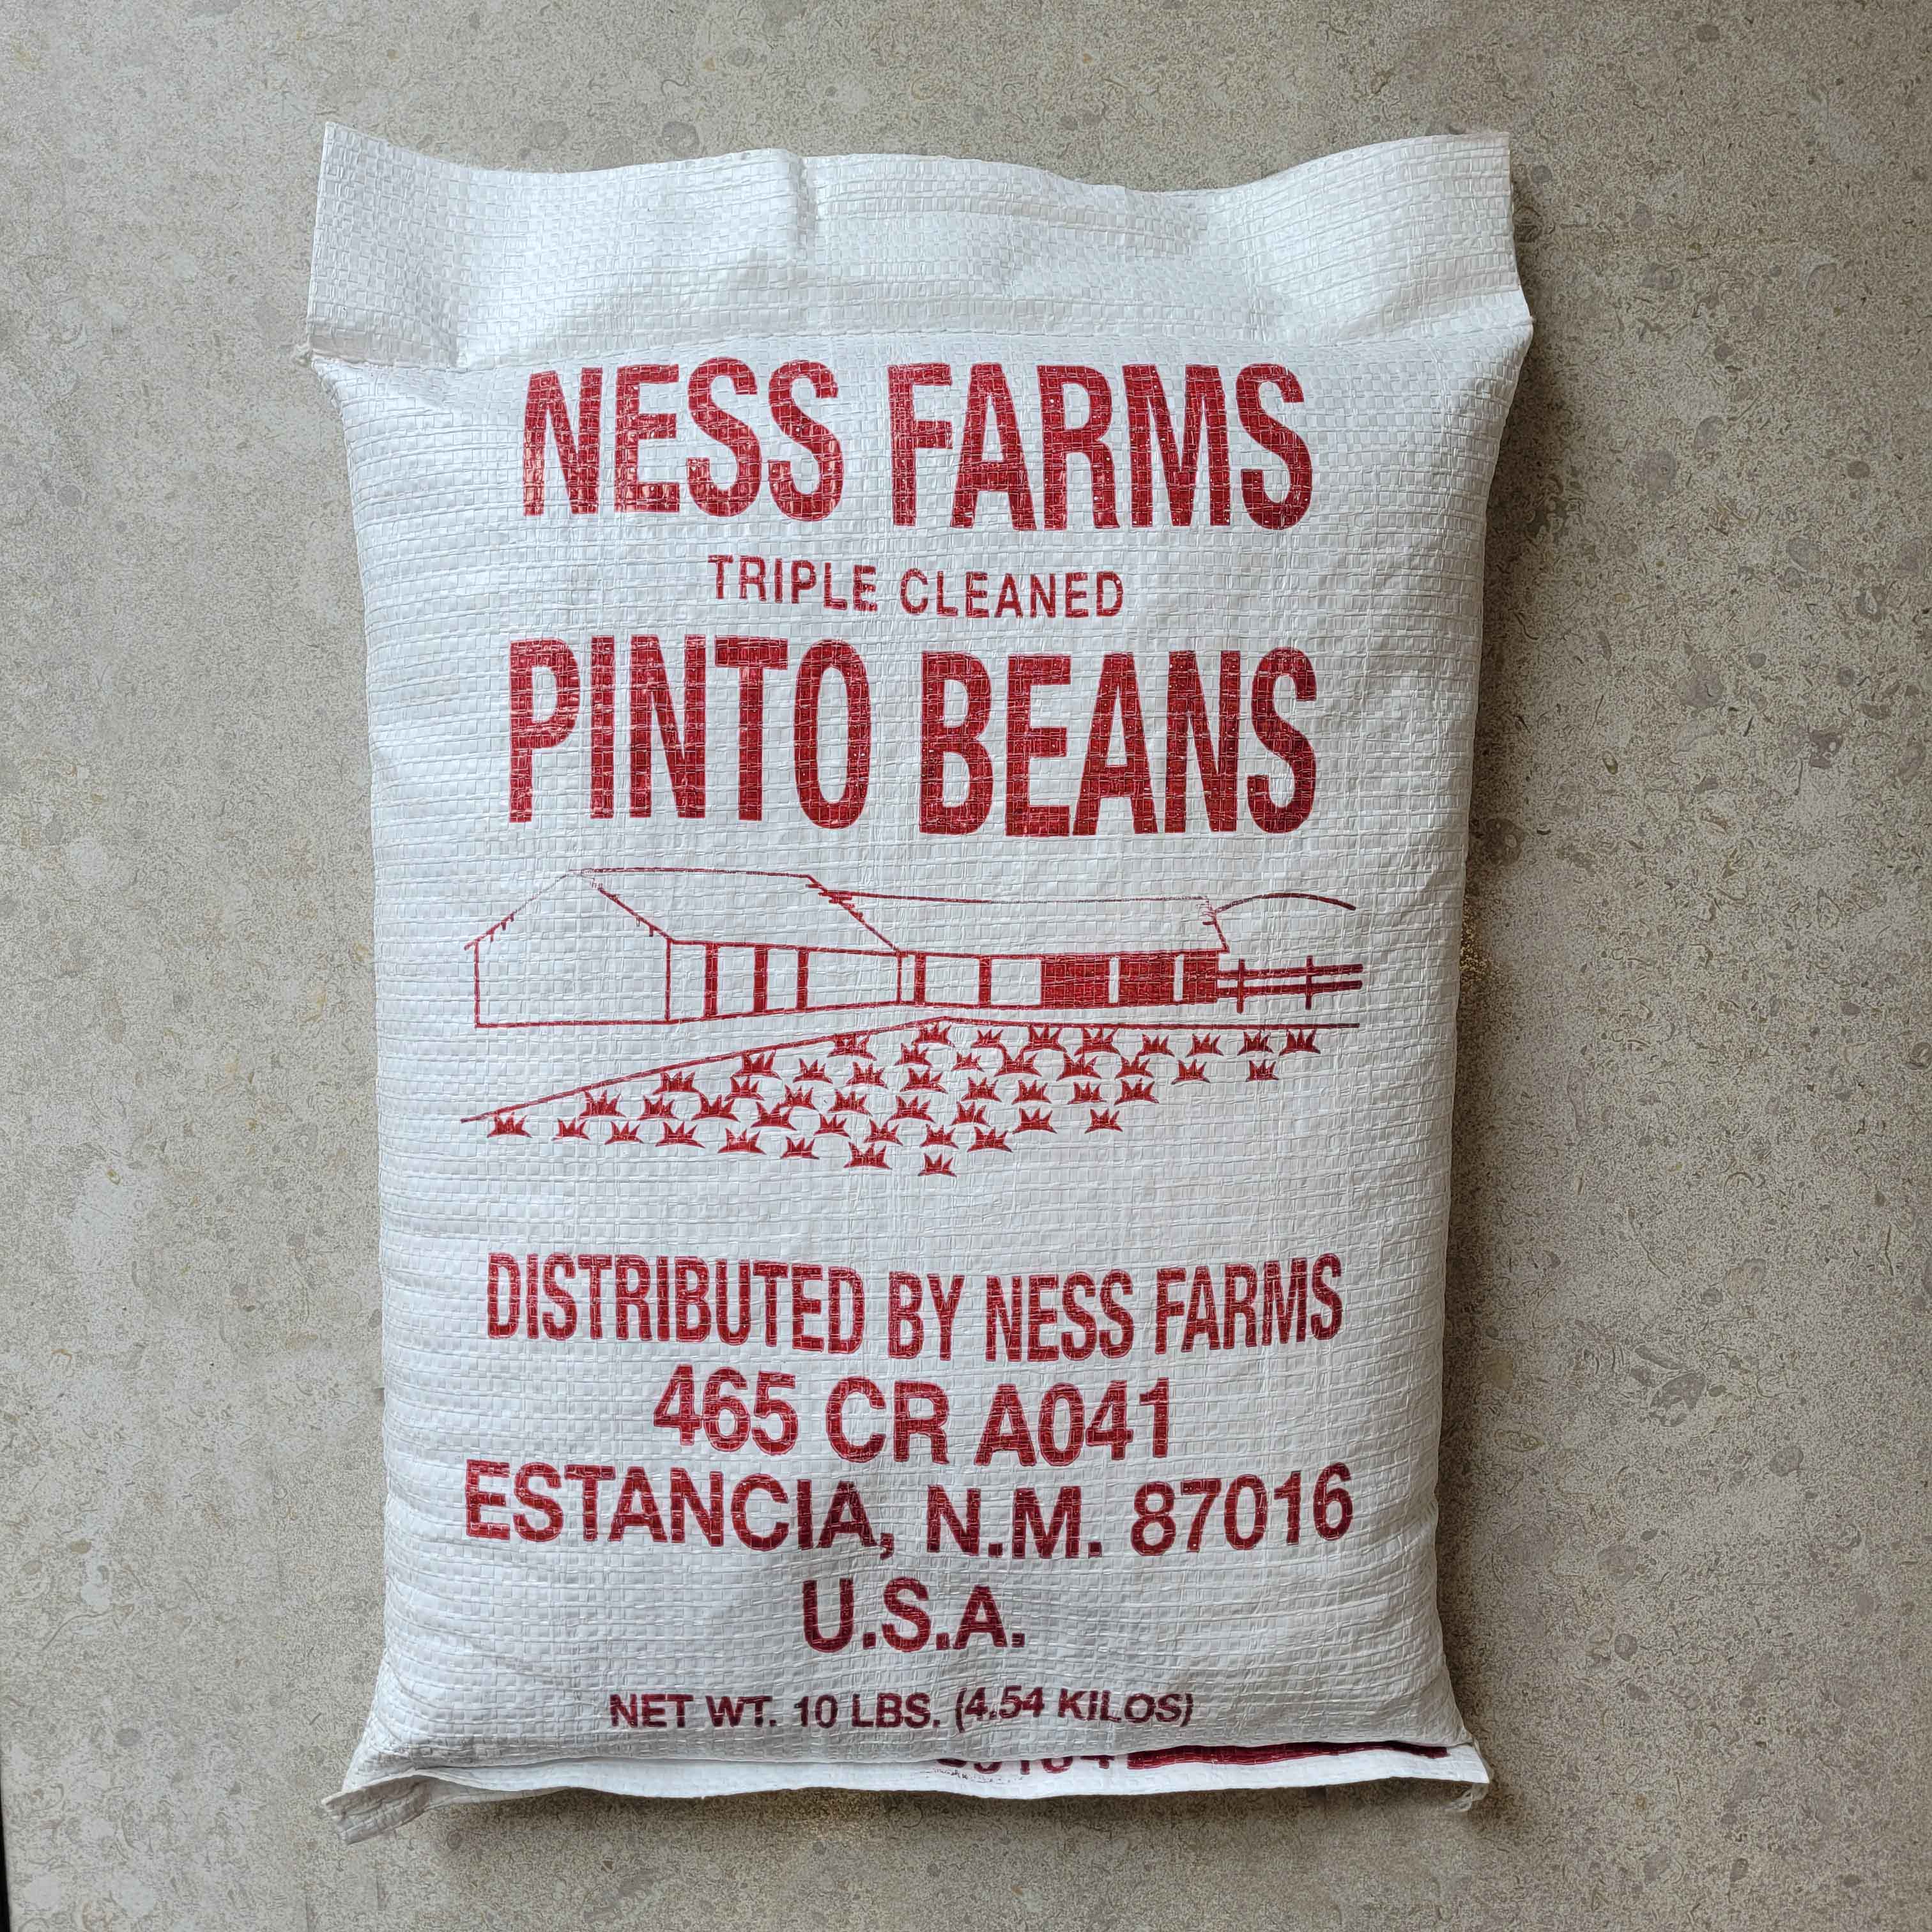 NESS FARMS
TRIPLE CLEANED
PINTO BEANS
DISTRIBUTED BY NESS FARMS
465 CR A041
ESTANCIA, N.M. 87016
U.S.A.
NET WT. 10 LBS. (4.54 KILOS)